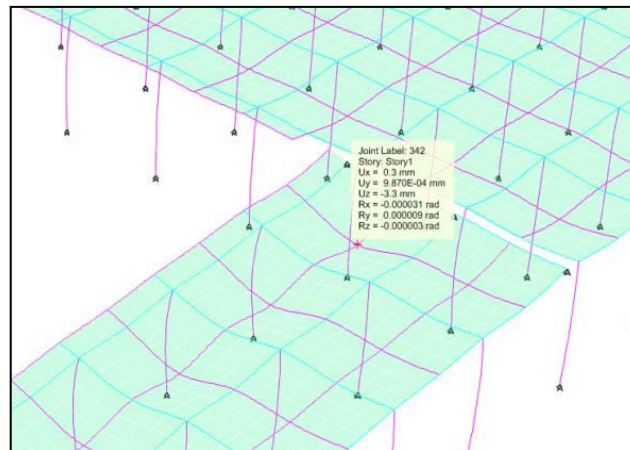 Joint Label: 342
Story: Story1
Ux = 0.3 mm
Uy = 9.870E-04 mm
Uz = -3.3 mm
Rx = -0.000031 rad
Ry = 0.000009 rad
Rz = -0.000003 rad